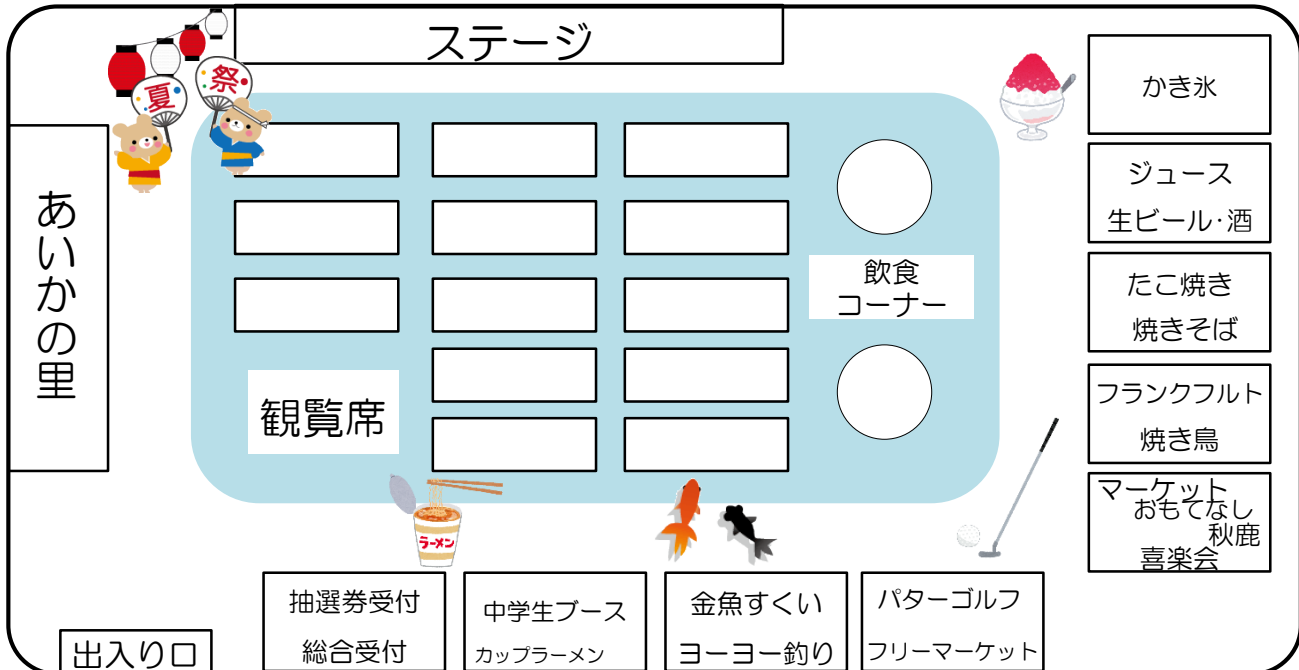 ステージ
夏
祭
かき氷
ジュース
生ビール・酒
たこ焼き
焼きそば
フランクフルト
焼き鳥
マーケット
おもてなし
秋鹿
喜楽会
あいかの里
飲食
コーナー
観覧席
ラーメン
抽選券受付
総合受付
中学生ブース
カップラーメン
金魚すくい
ヨーヨー釣り
パターゴルフ
フリーマーケット
出入り口